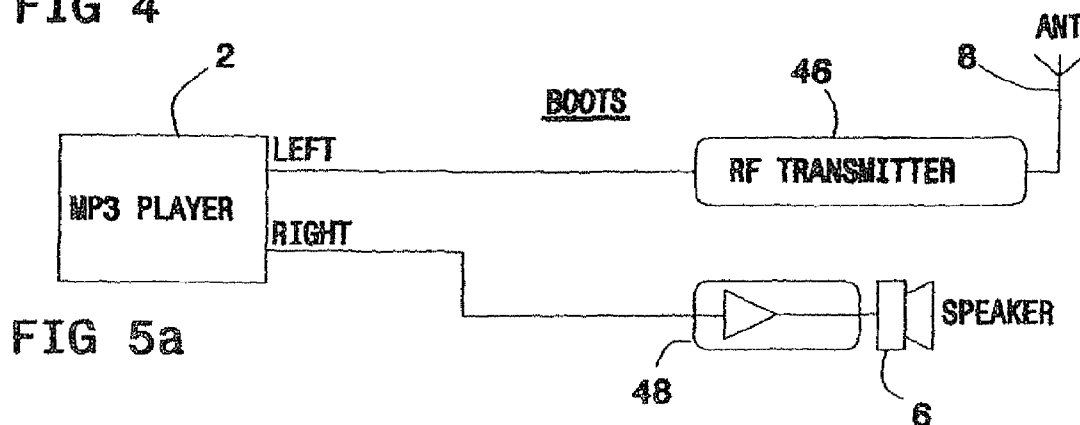 FIG 4
ANT
2
46
8
BOOTS
LEFT
RF TRANSMITTER
MP3 PLAYER
RIGHT
SPEAKER
FIG 5a
48
6